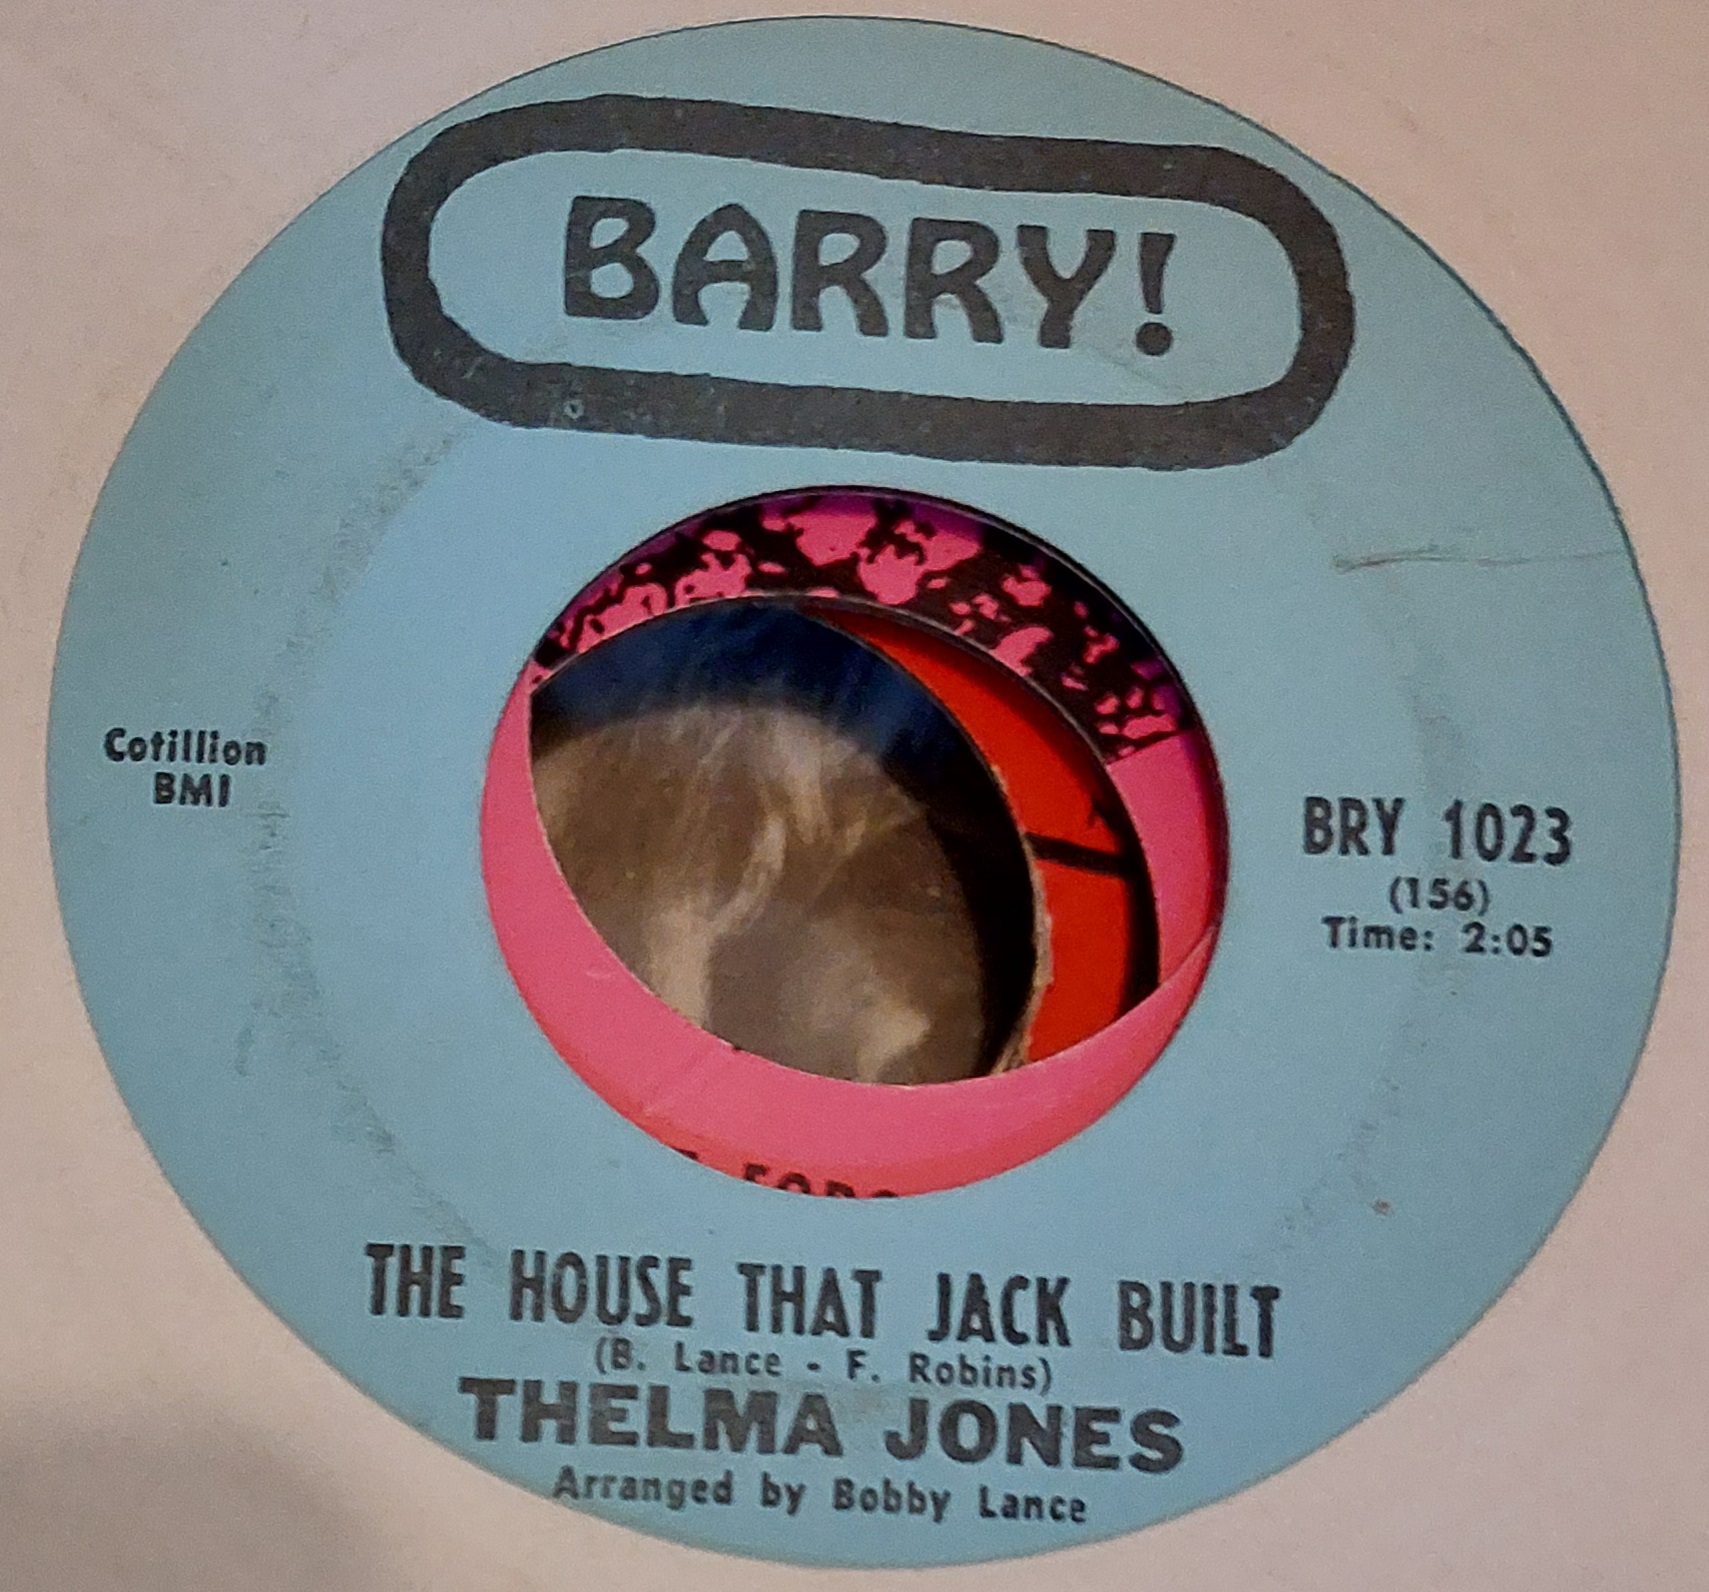 BARRY!
Cotillion
BMI
BRY 1023
(156)
Time: 2:05
THE HOUSE THAT JACK BUILT
(B. Lance - F. Robins)
THELMA JONES
Arranged by Bobby Lance